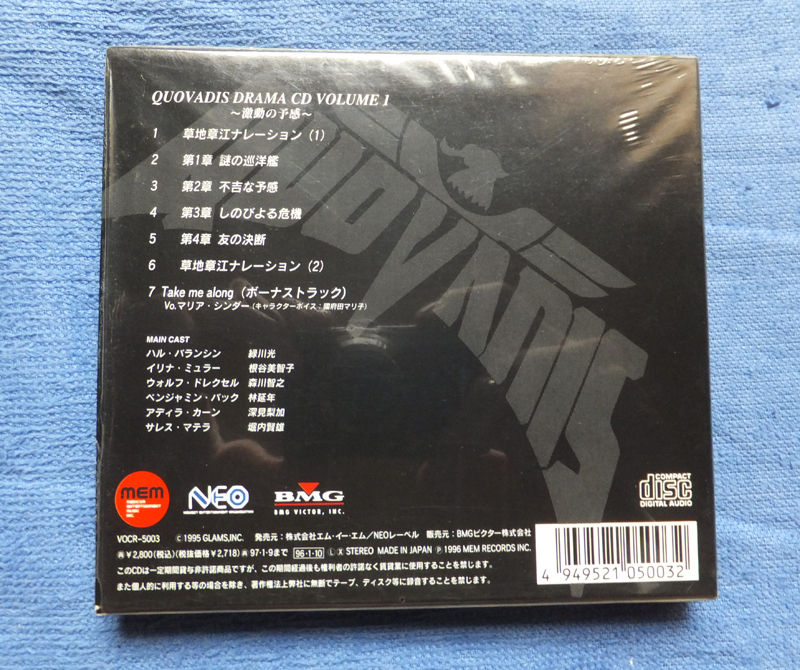 QUOVADIS DRAMA CD VOLUME 1
～激動の予感～
1 草地章江ナレーション（1）
2 第1章 謎の巡洋艦
3 第2章 不吉な予感
4 第3章 しのびよる危機
5 第4章 友の決断
6 草地章江ナレーション（2）
7 Take me along（ボーナストラック）
Vo.マリア・シンダー（キャラクターボイス：國府田マリ子）
QUOVADIS
MAIN CAST
ハル・バランシン 緑川光
イリナ・ミュラー 根谷美智子
ウォルフ・ドレクセル 森川智之
ベンジャミン・バック 林延年
アディラ・カーン 深見梨加
サレス・マテラ 堀内賢雄
mem
NEO
BMG
BMG VICTOR, INC.
COMPACT
disc
DIGITAL AUDIO
VOCR-5003 ©1995 GLAMS,INC. 発売元：株式会社エム・イー・エム／NEOレーベル 販売元：BMGビクター株式会社
再￥2,800（税込）（税抜価格￥2,718）再97·1·9まで 96·1·10 Ⓛ X STEREO MADE IN JAPAN Ⓟ 1996 MEM RECORDS INC.
このCDは一定期間貸与非許諾商品ですが、この期間経過後も権利者の許諾なく賃貸業に使用することを禁じます。
また個人的に利用する等の場合を除き、著作権法上弊社に無断でテープ、ディスク等に録音することを禁じます。
4 949521 050032